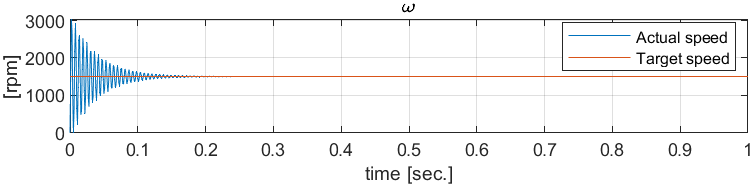 ω
3000
2000
1000
0
[rpm]
Actual speed
Target speed
0 0.1 0.2 0.3 0.4 0.5 0.6 0.7 0.8 0.9 1
time [sec.]